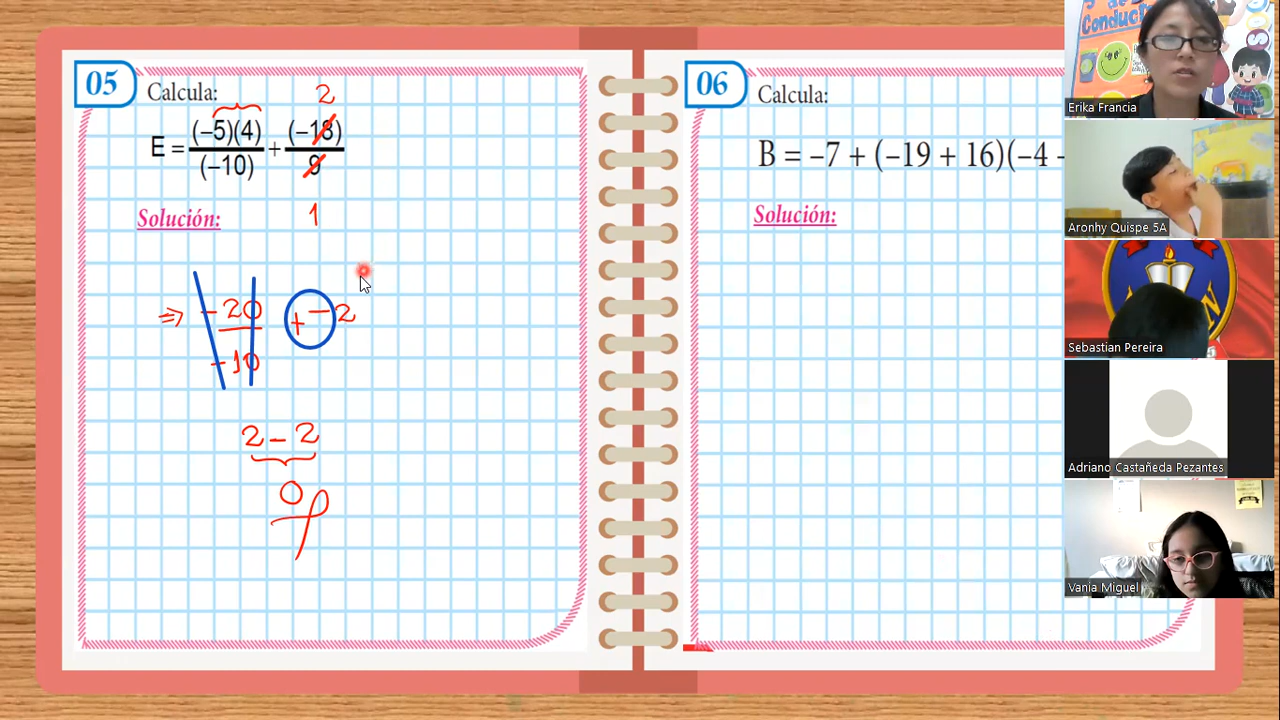 05
Calcula:
2
E = (–5)(4) / (–10) + (–18) / 9
1
Solución:
⇒ -20 / -10 + -2
2 - 2
0
06
Calcula:
B = –7 + (–19 + 16)(–4 –
Solución:
Conducta
Erika Francia
Aronhy Quispe 5A
Sebastian Pereira
Adriano Castañeda Pezantes
Vania Miguel